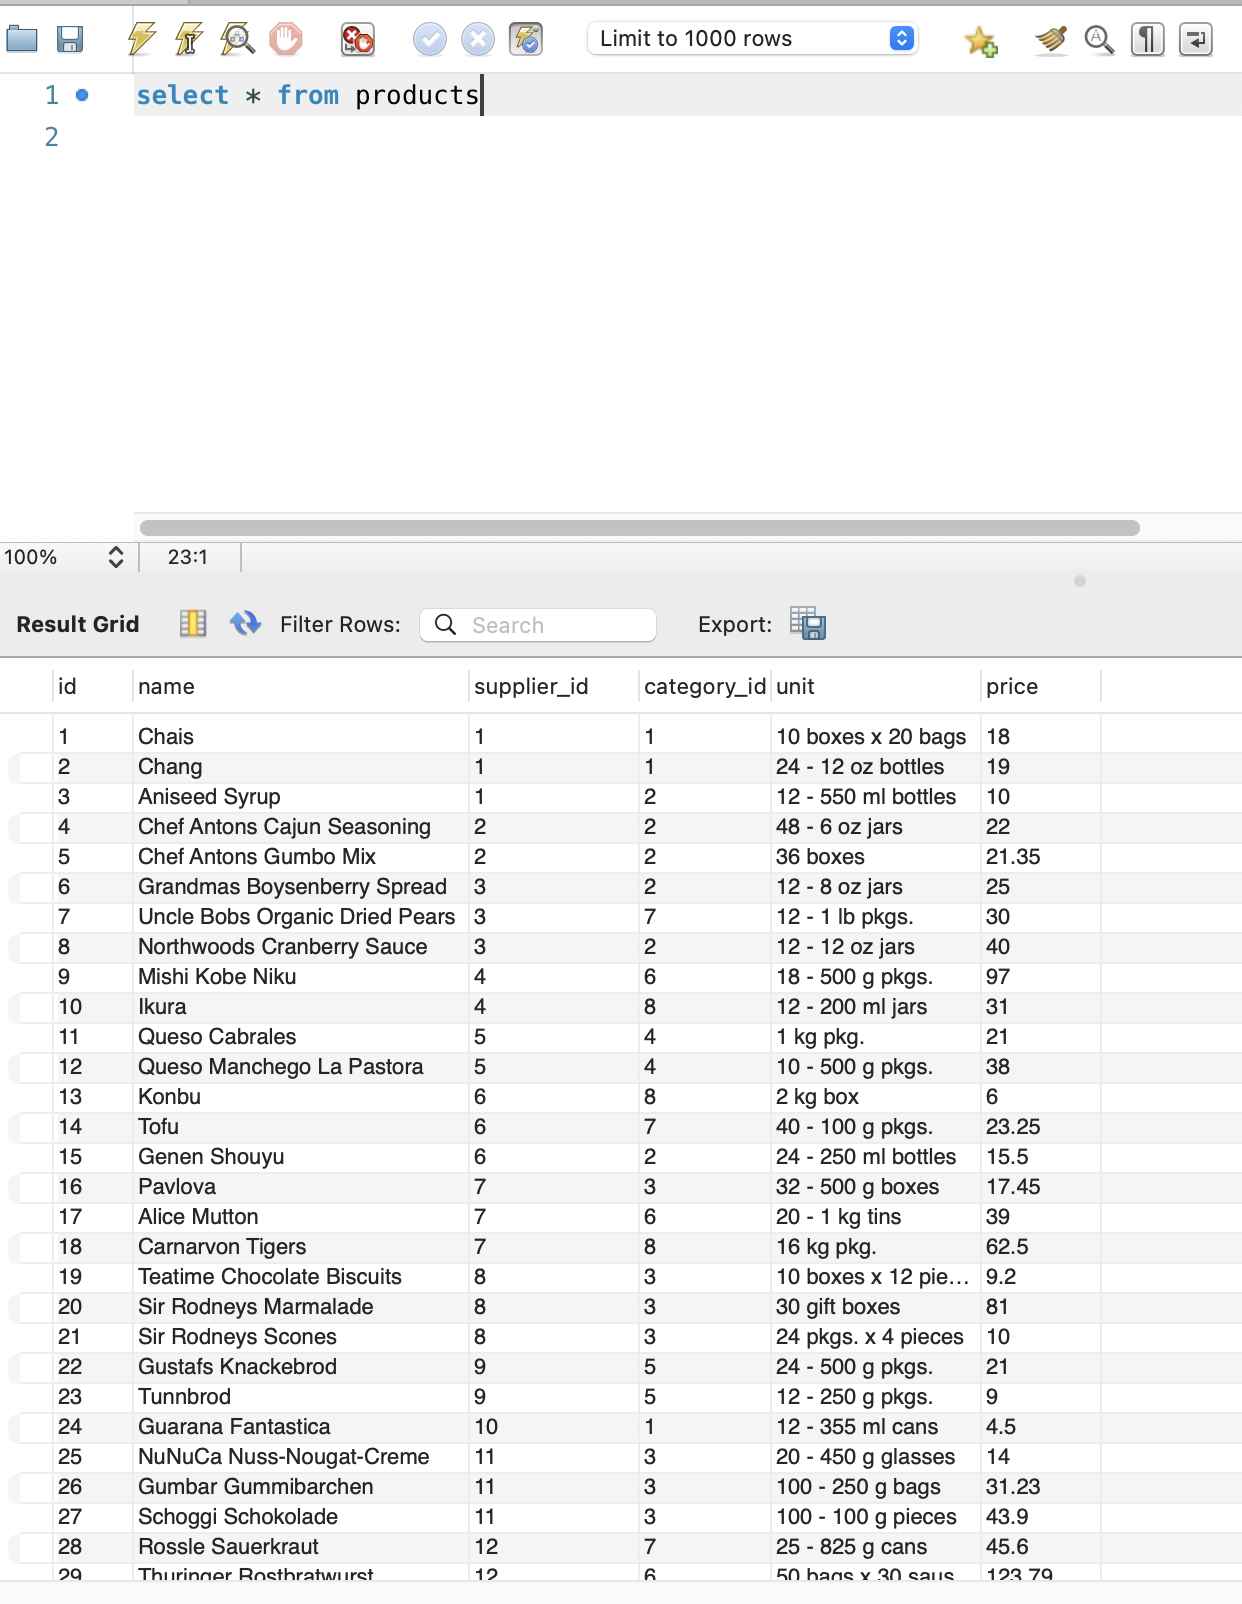 Limit to 1000 rows
1 select * from products
2
100% 23:1
Result Grid Filter Rows: Search Export:
id name supplier_id category_id unit price
1 Chais 1 1 10 boxes x 20 bags 18
2 Chang 1 1 24 - 12 oz bottles 19
3 Aniseed Syrup 1 2 12 - 550 ml bottles 10
4 Chef Antons Cajun Seasoning 2 2 48 - 6 oz jars 22
5 Chef Antons Gumbo Mix 2 2 36 boxes 21.35
6 Grandmas Boysenberry Spread 3 2 12 - 8 oz jars 25
7 Uncle Bobs Organic Dried Pears 3 7 12 - 1 lb pkgs. 30
8 Northwoods Cranberry Sauce 3 2 12 - 12 oz jars 40
9 Mishi Kobe Niku 4 6 18 - 500 g pkgs. 97
10 Ikura 4 8 12 - 200 ml jars 31
11 Queso Cabrales 5 4 1 kg pkg. 21
12 Queso Manchego La Pastora 5 4 10 - 500 g pkgs. 38
13 Konbu 6 8 2 kg box 6
14 Tofu 6 7 40 - 100 g pkgs. 23.25
15 Genen Shouyu 6 2 24 - 250 ml bottles 15.5
16 Pavlova 7 3 32 - 500 g boxes 17.45
17 Alice Mutton 7 6 20 - 1 kg tins 39
18 Carnarvon Tigers 7 8 16 kg pkg. 62.5
19 Teatime Chocolate Biscuits 8 3 10 boxes x 12 pie... 9.2
20 Sir Rodneys Marmalade 8 3 30 gift boxes 81
21 Sir Rodneys Scones 8 3 24 pkgs. x 4 pieces 10
22 Gustafs Knackebrod 9 5 24 - 500 g pkgs. 21
23 Tunnbrod 9 5 12 - 250 g pkgs. 9
24 Guarana Fantastica 10 1 12 - 355 ml cans 4.5
25 NuNuCa Nuss-Nougat-Creme 11 3 20 - 450 g glasses 14
26 Gumbar Gummibarchen 11 3 100 - 250 g bags 31.23
27 Schoggi Schokolade 11 3 100 - 100 g pieces 43.9
28 Rossle Sauerkraut 12 7 25 - 825 g cans 45.6
29 Thuringer Rostbratwurst 12 6 50 bags x 30 saus 123.79